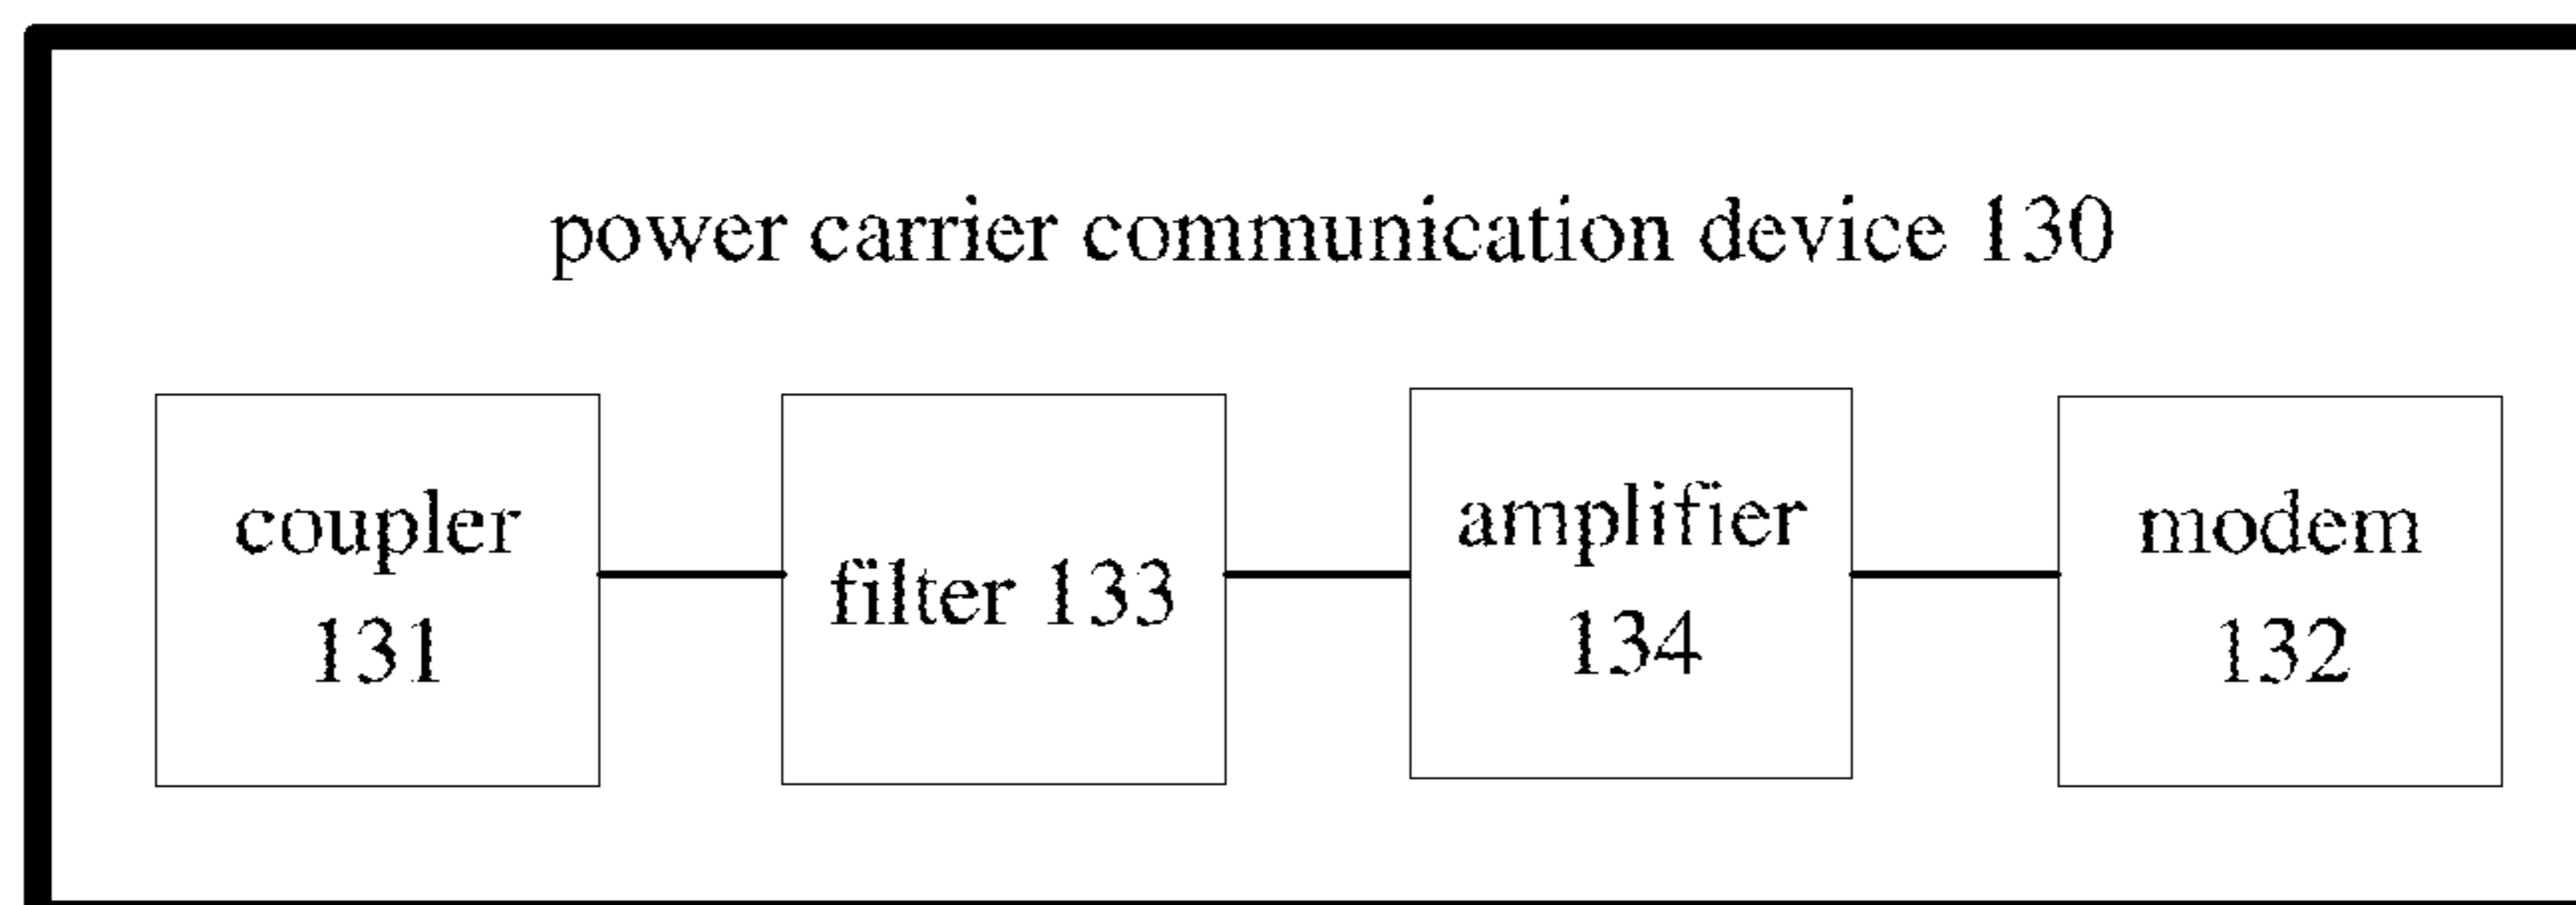 power carrier communication device 130
coupler
131
filter 133
amplifier
134
modem
132